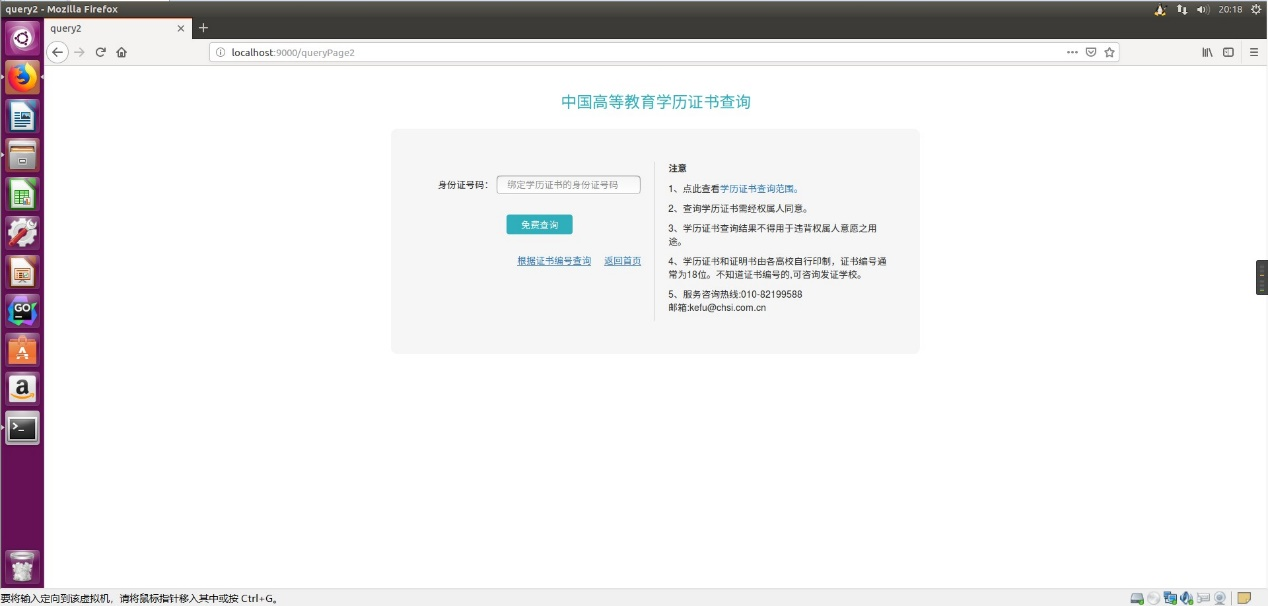 query2 - Mozilla Firefox
20:18
query2
localhost:9000/queryPage2
中国高等教育学历证书查询
身份证号码：
绑定学历证书的身份证号码
免费查询
根据证书编号查询 返回首页
注意
1、点此查看学历证书查询范围。
2、查询学历证书需经权属人同意。
3、学历证书查询结果不得用于违背权属人意愿之用
途。
4、学历证书和证明书由各高校自行印制，证书编号通
常为18位。不知道证书编号的,可咨询发证学校。
5、服务咨询热线:010-82199588
邮箱:kefu@chsi.com.cn
GO
A
a
>_
要将输入定向到该虚拟机，请将鼠标指针移入其中或按 Ctrl+G。